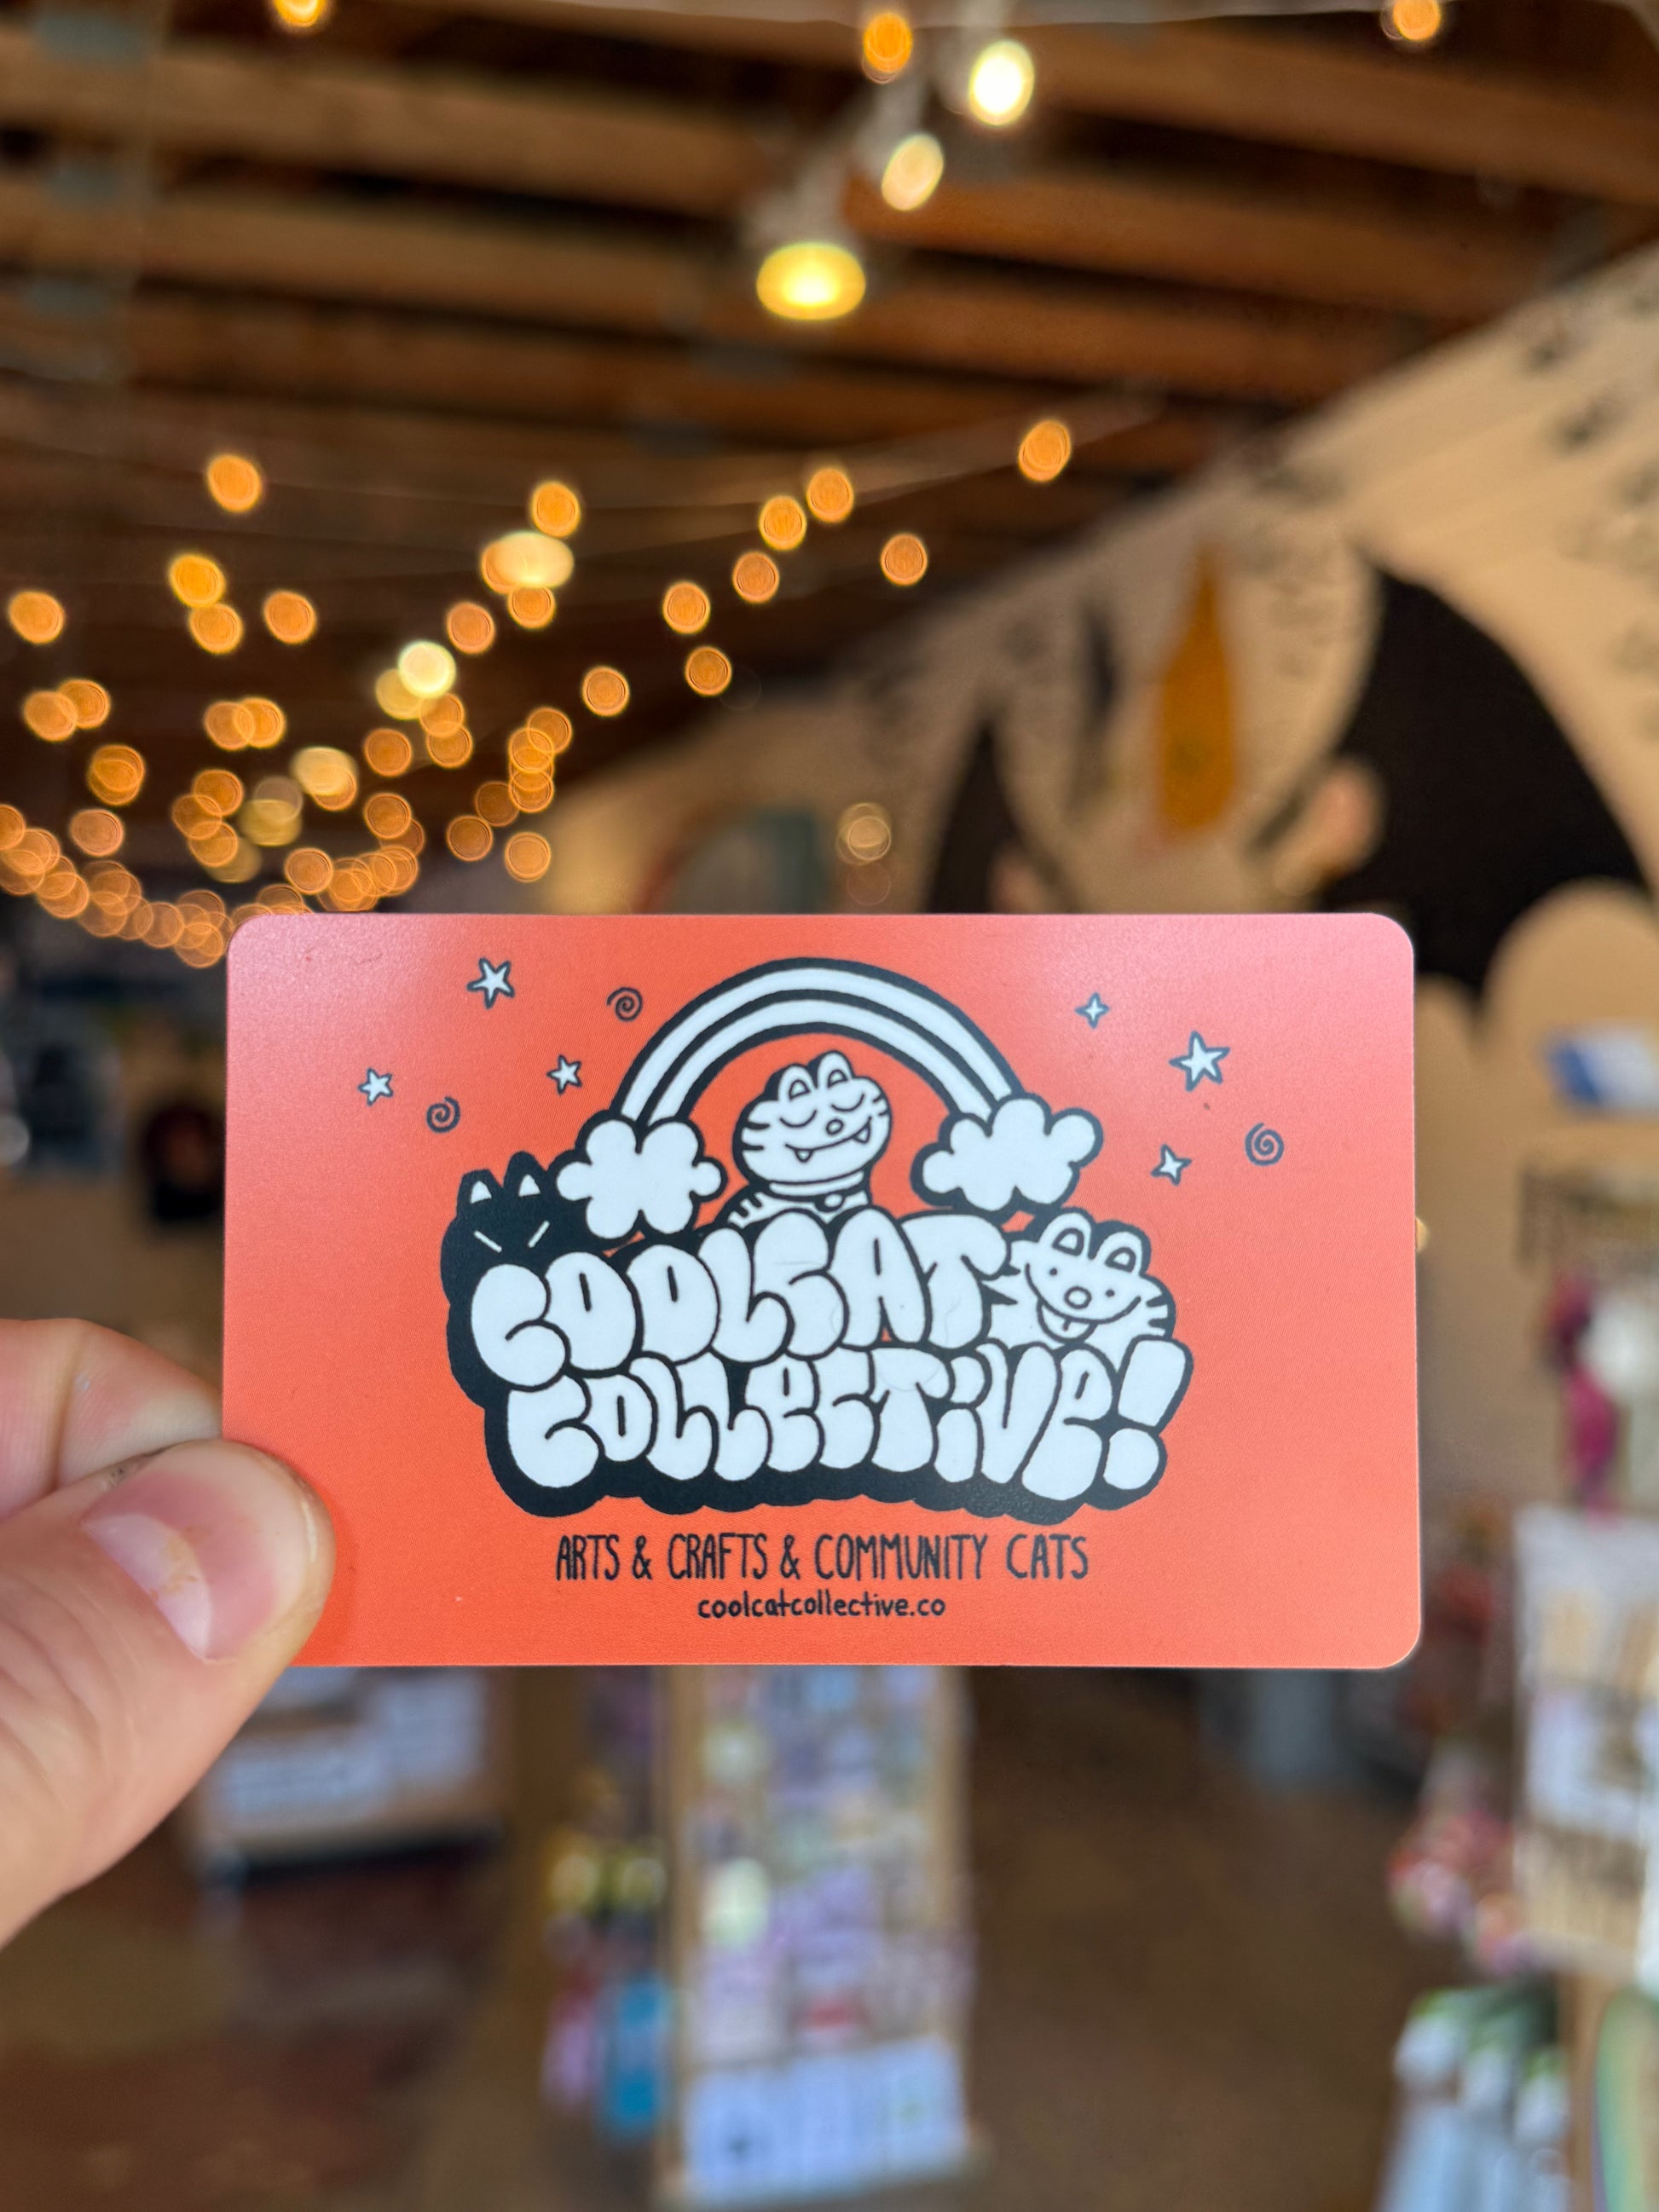 COOLCAT
COLLECTIVE!
ARTS & CRAFTS & COMMUNITY CATS
coolcatcollective.co